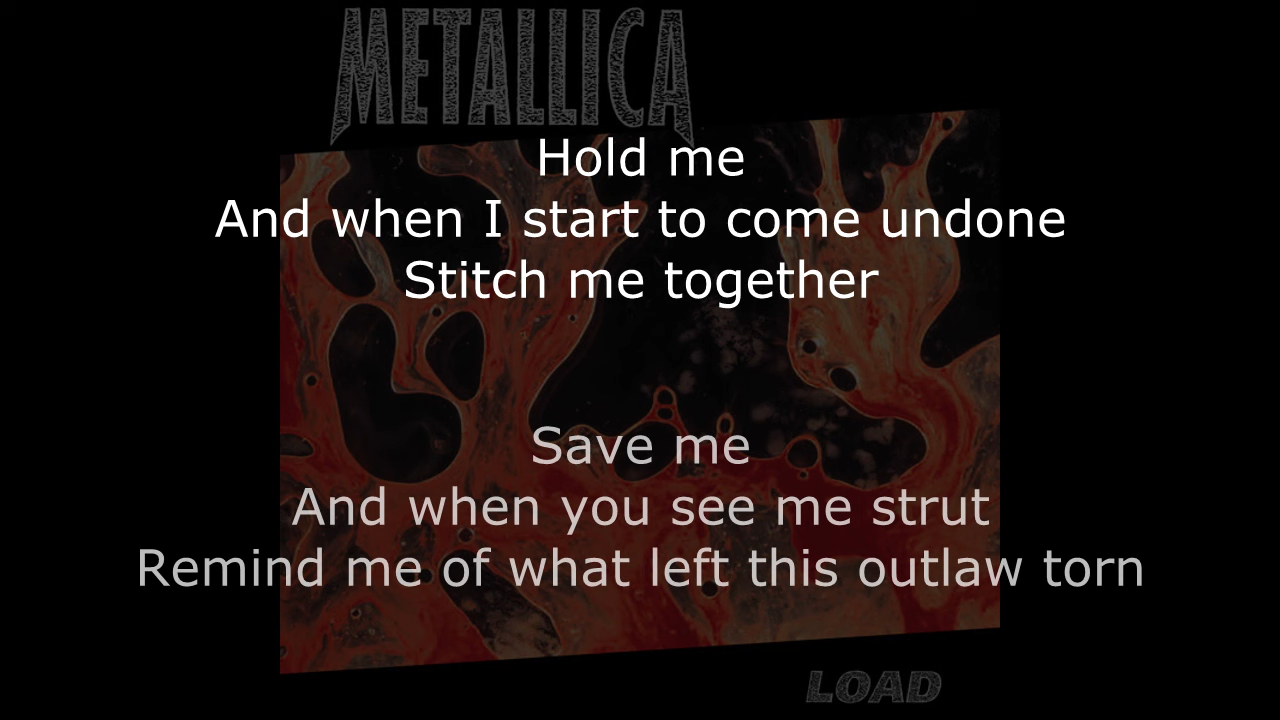 METALLICA
Hold me
And when I start to come undone
Stitch me together
Save me
And when you see me strut
Remind me of what left this outlaw torn
LOAD